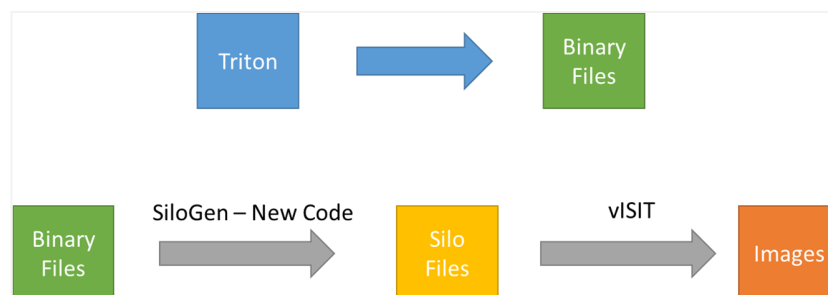 Triton
Binary
Files
SiloGen – New Code
vISIT
Binary
Files
Silo
Files
Images